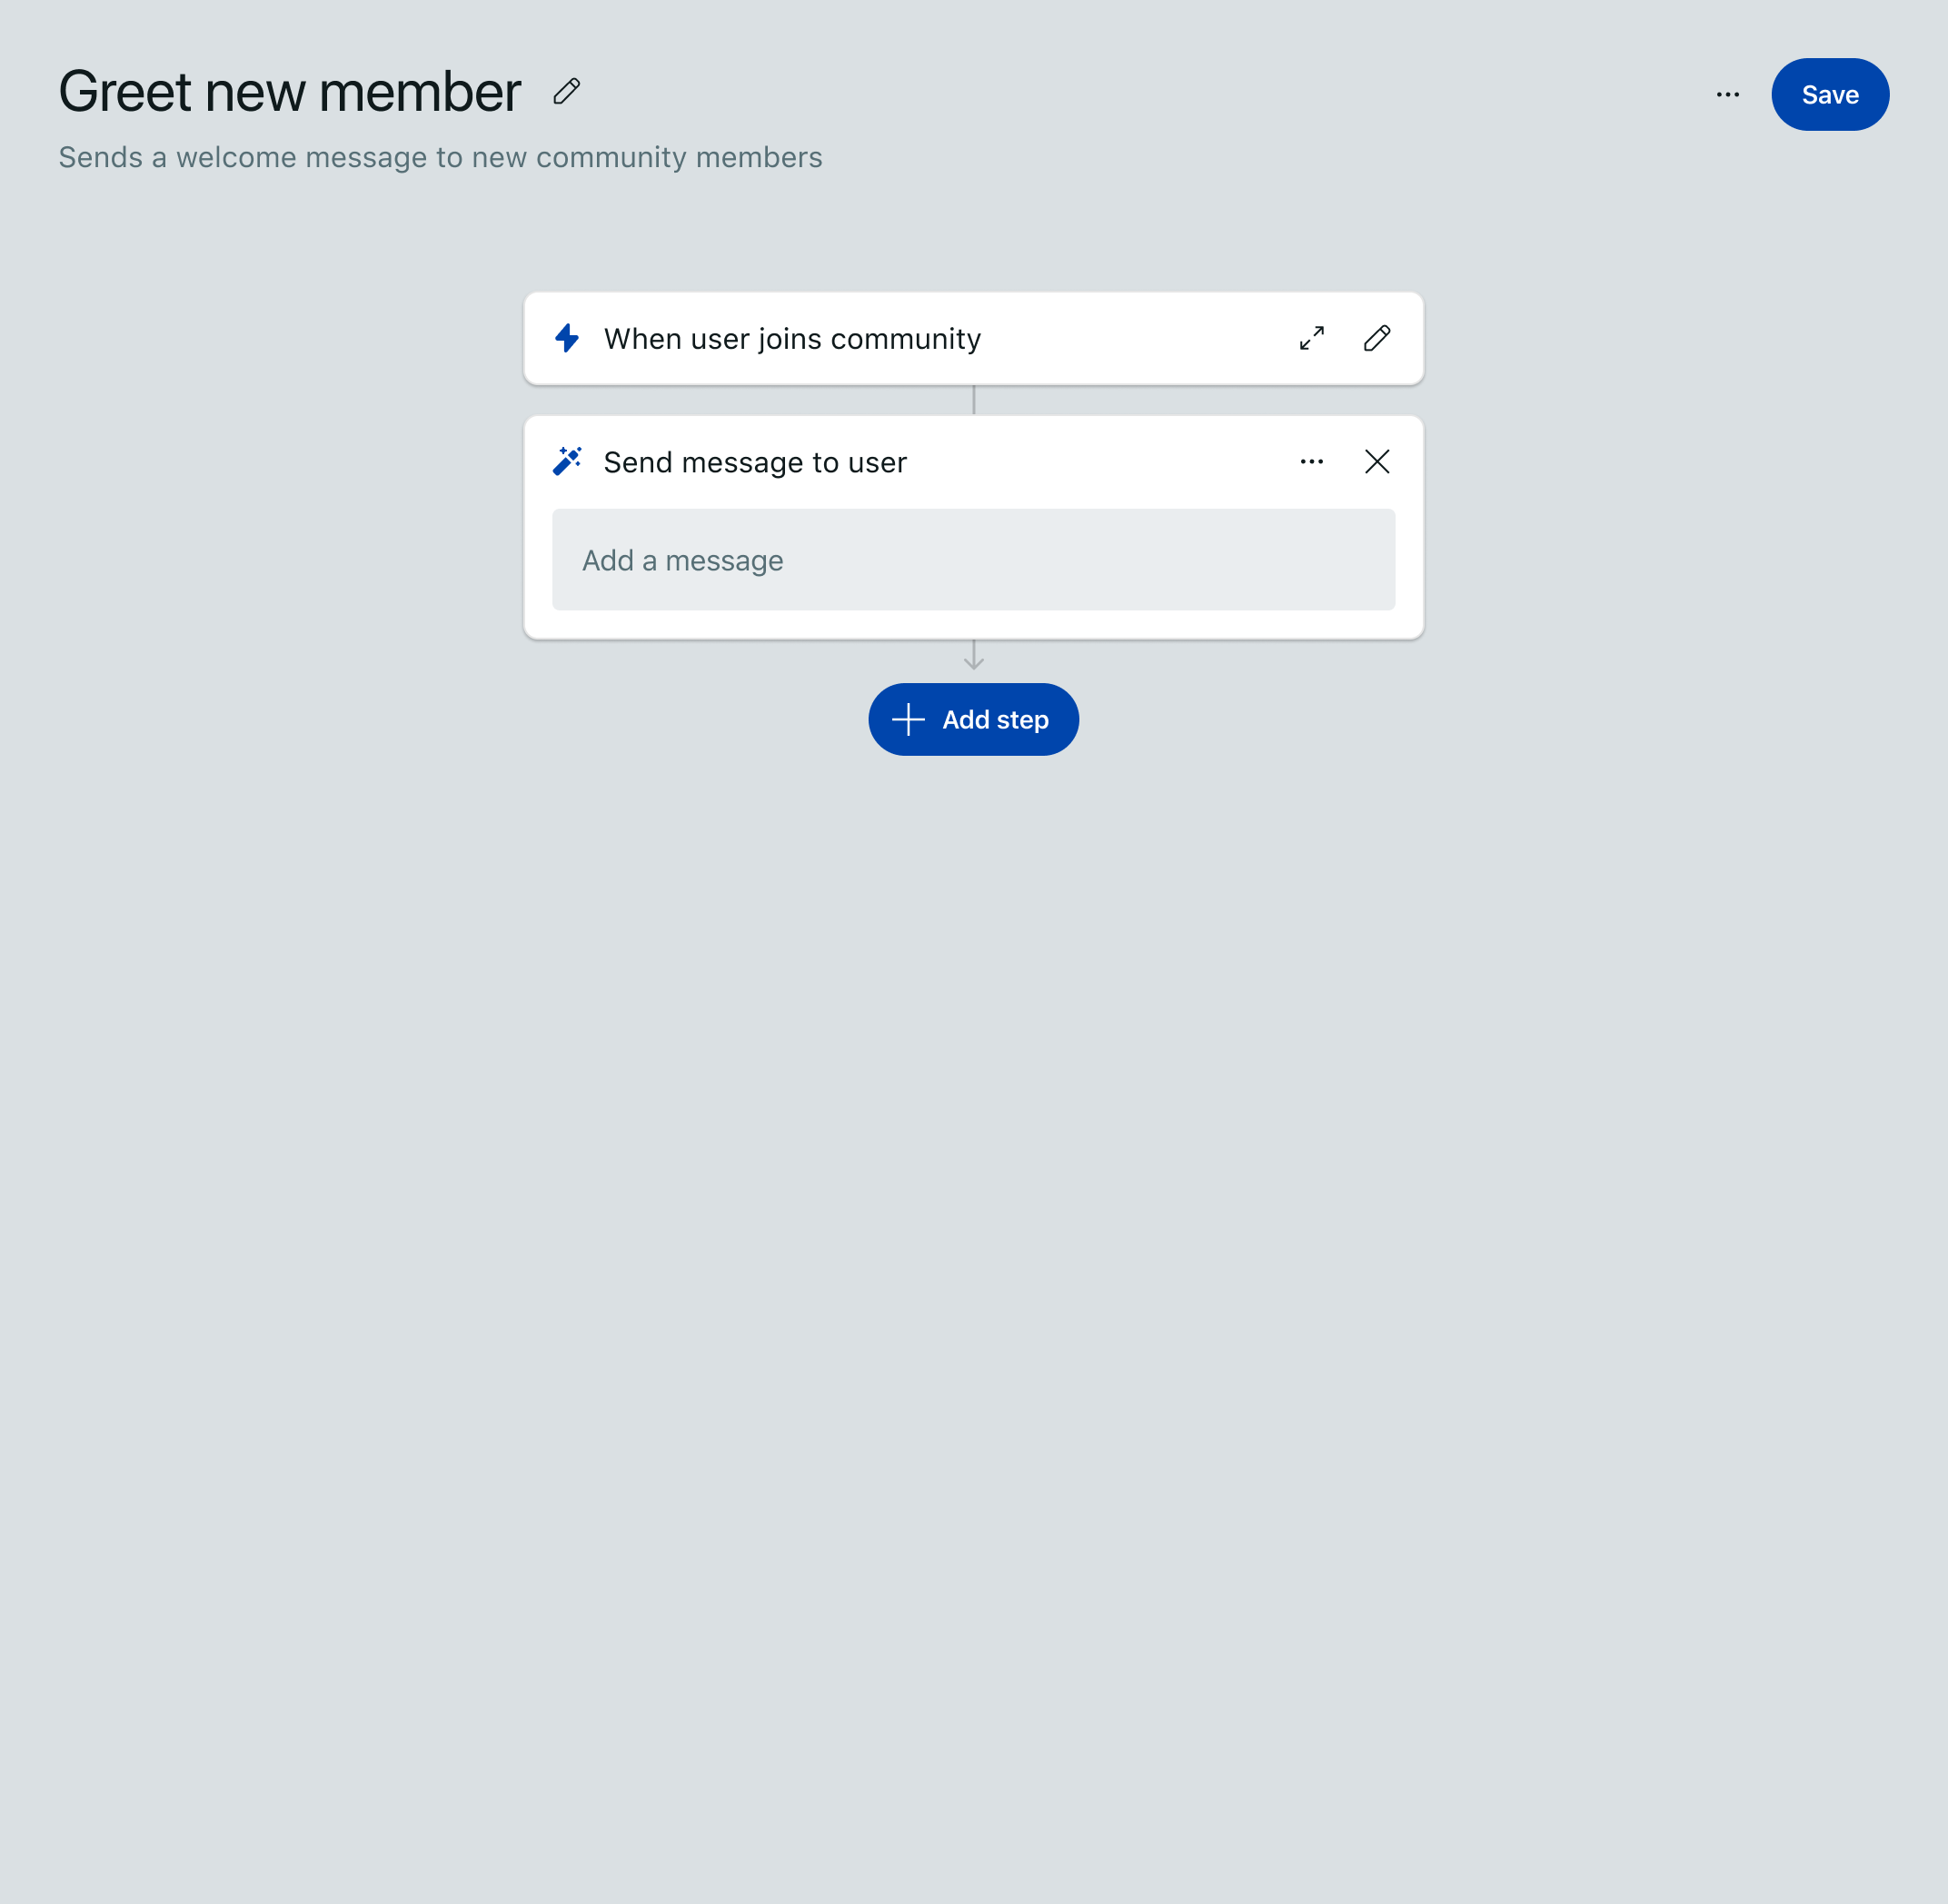 Greet new member
Save
Sends a welcome message to new community members
When user joins community
Send message to user
Add a message
Add step